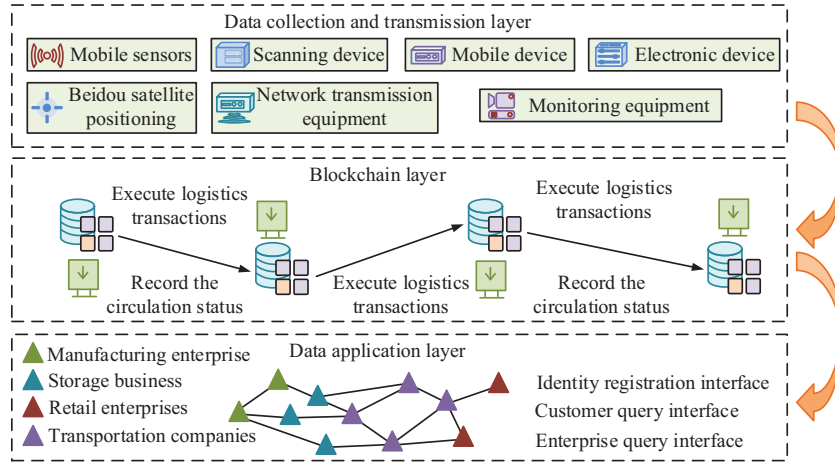 Data collection and transmission layer
Mobile sensors
Scanning device
Mobile device
Electronic device
Beidou satellite
positioning
Network transmission
equipment
Monitoring equipment
Blockchain layer
Execute logistics
transactions
Execute logistics
transactions
Record the
circulation status
Execute logistics
transactions
Record the
circulation status
Data application layer
Manufacturing enterprise
Storage business
Retail enterprises
Transportation companies
Identity registration interface
Customer query interface
Enterprise query interface